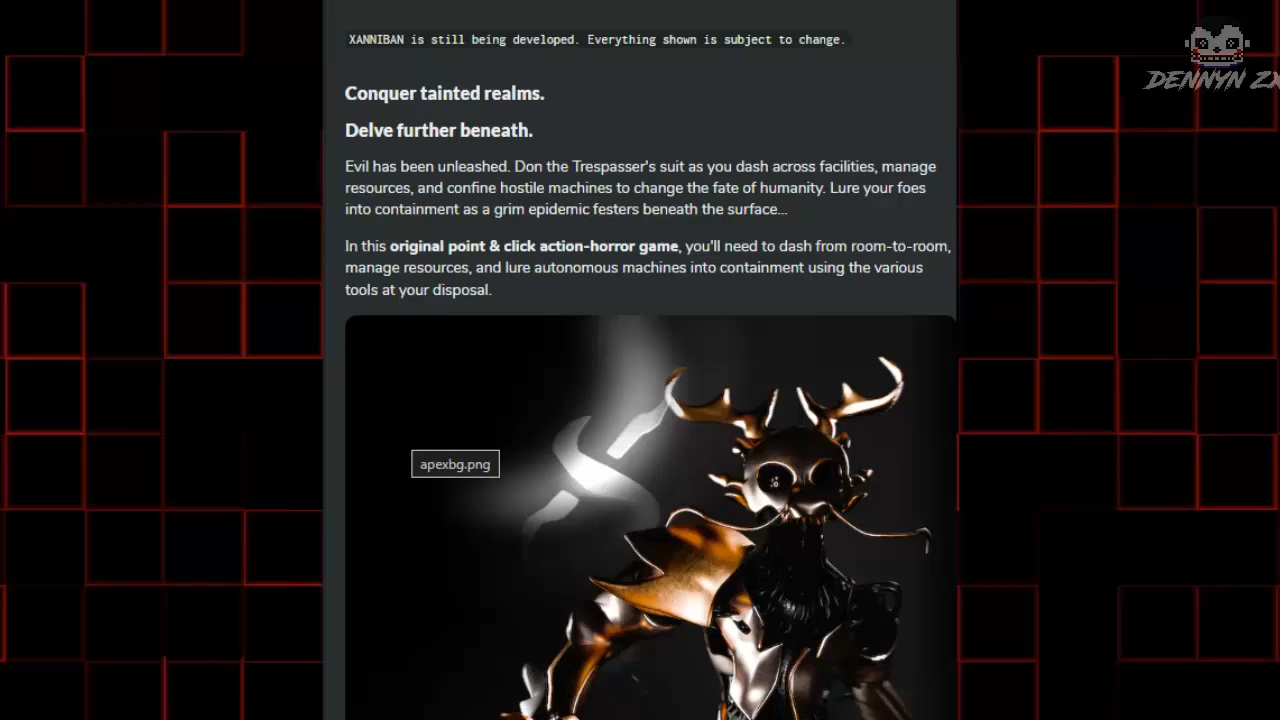 XANNIBAN is still being developed. Everything shown is subject to change.
DENNYN ZX
Conquer tainted realms.
Delve further beneath.
Evil has been unleashed. Don the Trespasser's suit as you dash across facilities, manage
resources, and confine hostile machines to change the fate of humanity. Lure your foes
into containment as a grim epidemic festers beneath the surface...
In this original point & click action-horror game, you'll need to dash from room-to-room,
manage resources, and lure autonomous machines into containment using the various
tools at your disposal.
apexbg.png